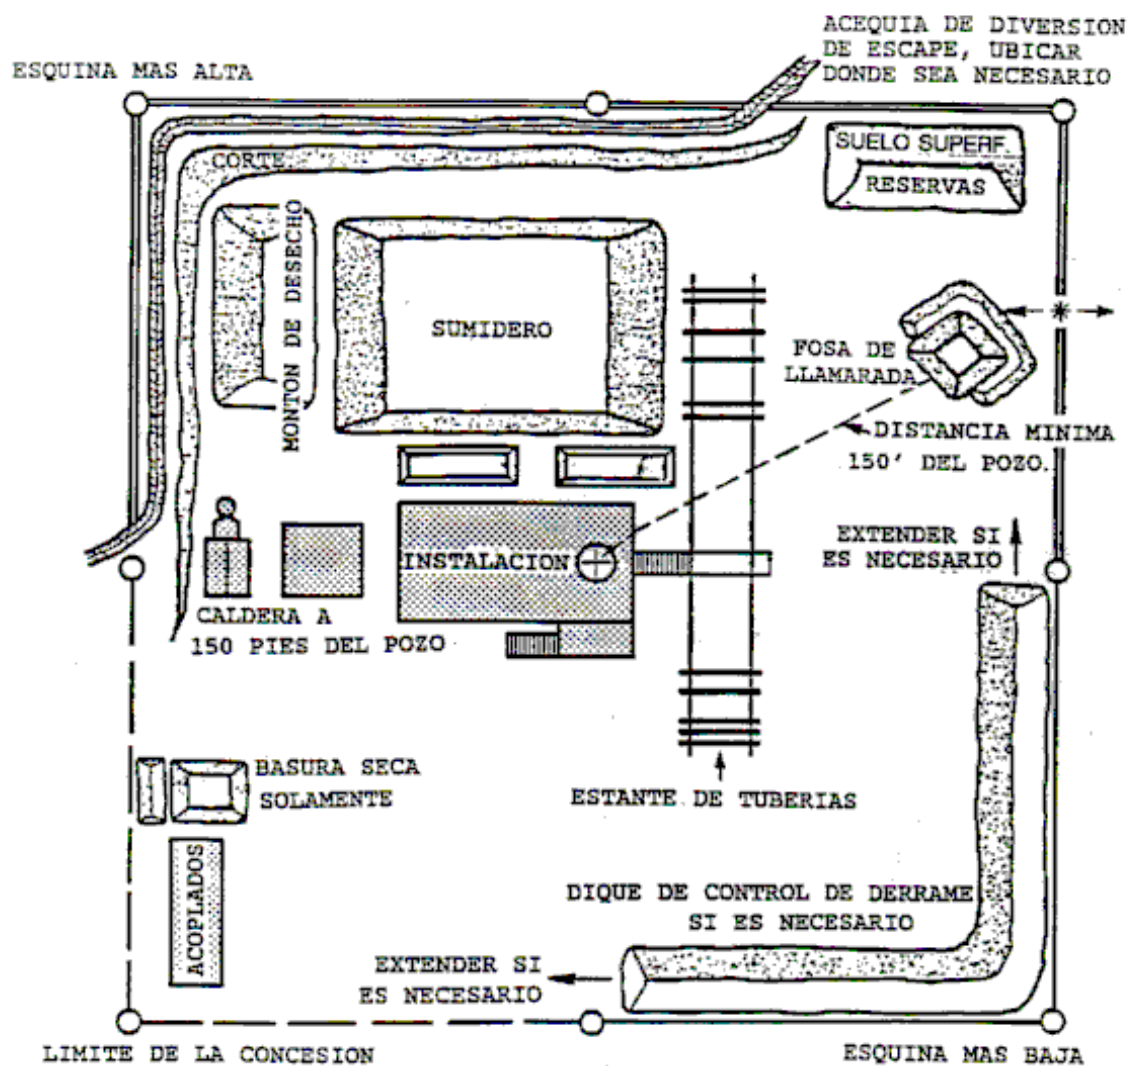 ACEQUIA DE DIVERSION
DE ESCAPE, UBICAR
DONDE SEA NECESARIO
ESQUINA MAS ALTA
CORTE
SUELO SUPERF.
RESERVAS
MONTON DE DESECHO
SUMIDERO
FOSA DE
LLAMARADA
DISTANCIA MINIMA
150' DEL POZO.
EXTENDER SI
ES NECESARIO
INSTALACION
CALDERA A
150 PIES DEL POZO
BASURA SECA
SOLAMENTE
ESTANTE DE TUBERIAS
ACOPLADOS
DIQUE DE CONTROL DE DERRAME
SI ES NECESARIO
EXTENDER SI
ES NECESARIO
LIMITE DE LA CONCESION
ESQUINA MAS BAJA